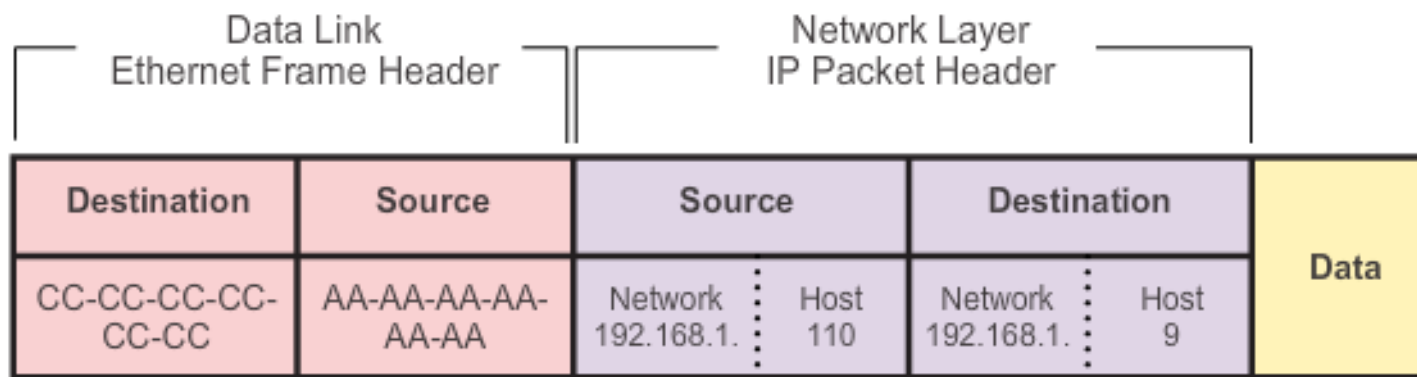 Data Link
Ethernet Frame Header
Network Layer
IP Packet Header
Destination
Source
Source
Destination
Data
CC-CC-CC-CC-
CC-CC
AA-AA-AA-AA-
AA-AA
Network
192.168.1.
Host
110
Network
192.168.1.
Host
9